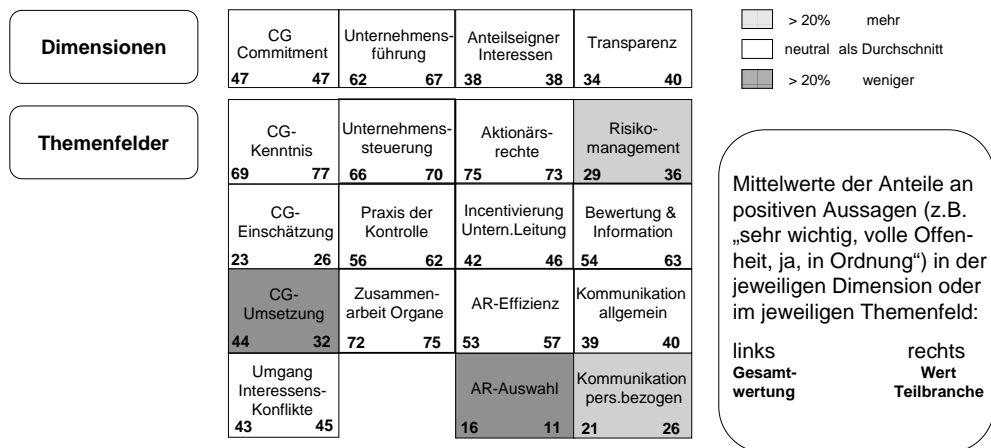 Dimensionen
CG
Commitment
47 47
Unternehmens-
führung
62 67
Anteilseigner
Interessen
38 38
Transparenz
34 40
> 20% mehr
neutral als Durchschnitt
> 20% weniger
Themenfelder
CG-
Kenntnis
69 77
Unternehmens-
steuerung
66 70
Aktionärs-
rechte
75 73
Risiko-
management
29 36
CG-
Einschätzung
23 26
Praxis der
Kontrolle
56 62
Incentivierung
Untern.Leitung
42 46
Bewertung &
Information
54 63
CG-
Umsetzung
44 32
Zusammen-
arbeit Organe
72 75
AR-Effizienz
53 57
Kommunikation
allgemein
39 40
Umgang
Interessens-
Konflikte
43 45
AR-Auswahl
16 11
Kommunikation
pers.bezogen
21 26
Mittelwerte der Anteile an
positiven Aussagen (z.B.
„sehr wichtig, volle Offen-
heit, ja, in Ordnung“) in der
jeweiligen Dimension oder
im jeweiligen Themenfeld:
links rechts
Gesamt- Wert
wertung Teilbranche